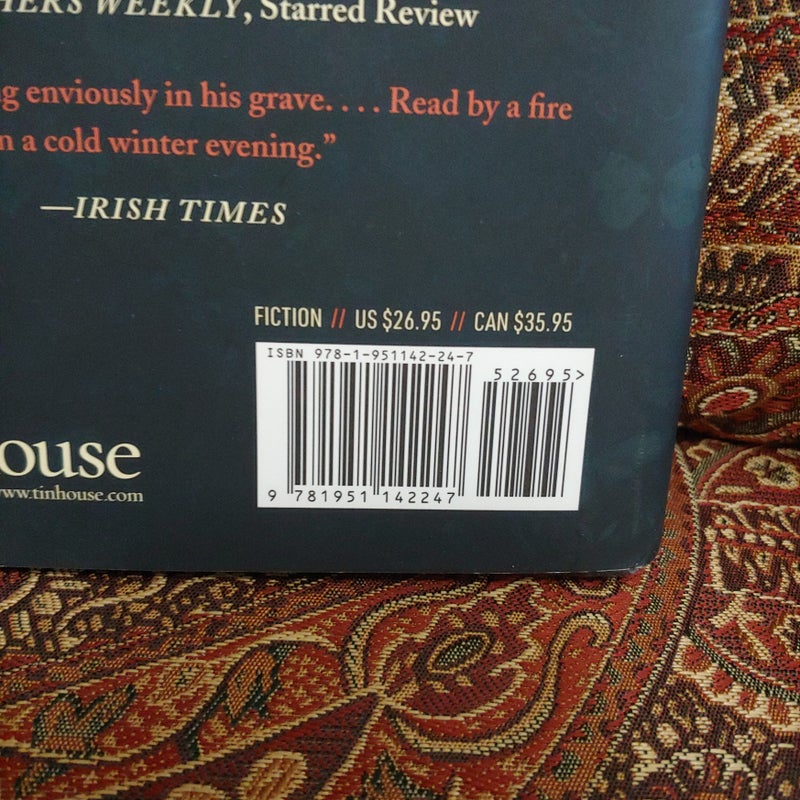 HERS WEEKLY, Starred Review
g enviously in his grave. . . . Read by a fire
n a cold winter evening.”
—IRISH TIMES
FICTION // US $26.95 // CAN $35.95
ISBN 978-1-951142-24-7
52695>
9 781951 142247
ouse
www.tinhouse.com